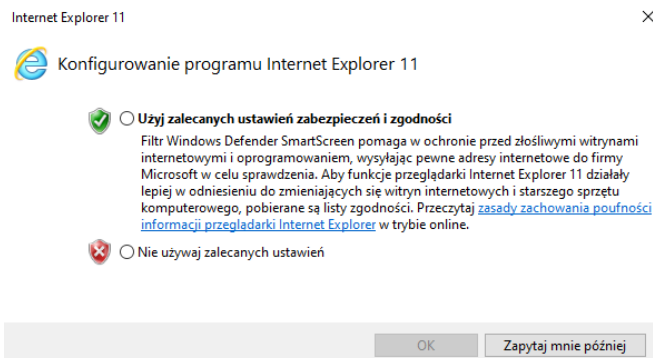 Internet Explorer 11
Konfigurowanie programu Internet Explorer 11
Użyj zalecanych ustawień zabezpieczeń i zgodności
Filtr Windows Defender SmartScreen pomaga w ochronie przed złośliwymi witrynami
internetowymi i oprogramowaniem, wysyłając pewne adresy internetowe do firmy
Microsoft w celu sprawdzenia. Aby funkcje przeglądarki Internet Explorer 11 działały
lepiej w odniesieniu do zmieniających się witryn internetowych i starszego sprzętu
komputerowego, pobierane są listy zgodności. Przeczytaj zasady zachowania poufności
informacji przeglądarki Internet Explorer w trybie online.
Nie używaj zalecanych ustawień
OK
Zapytaj mnie później